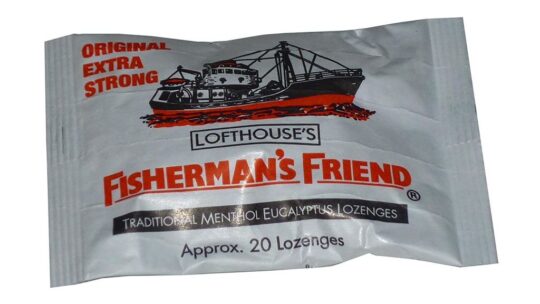 ORIGINAL
EXTRA
STRONG
LOFTHOUSE'S
FISHERMAN'S FRIEND®
TRADITIONAL MENTHOL EUCALYPTUS LOZENGES
Approx. 20 Lozenges